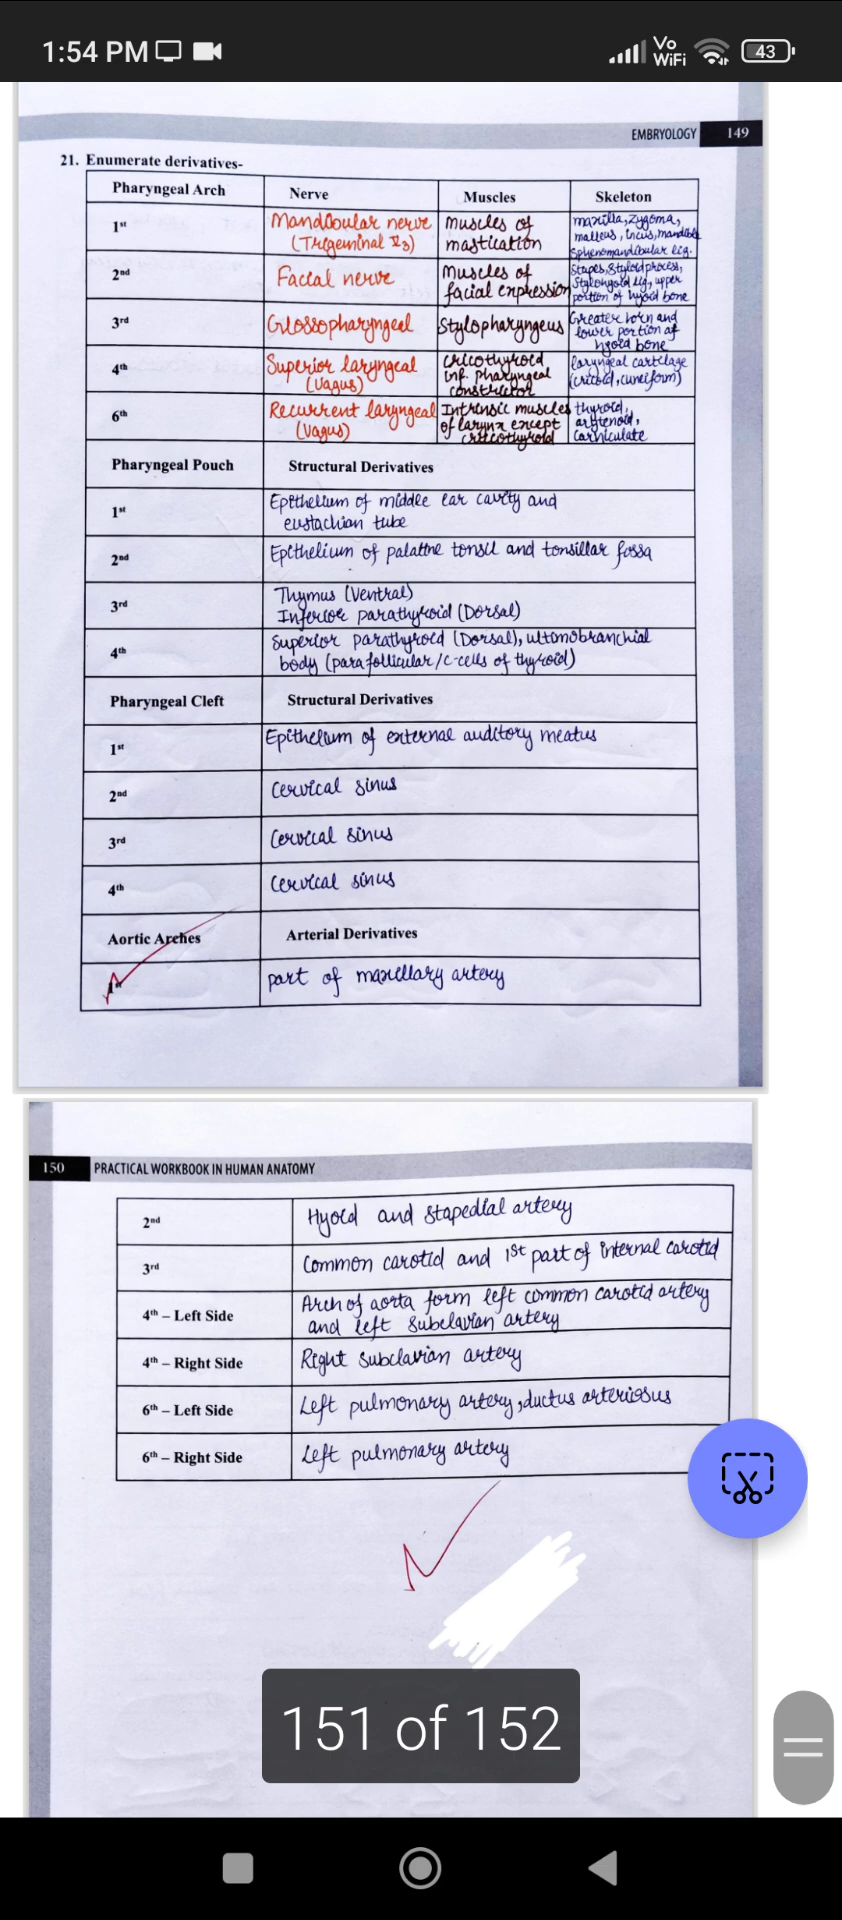 1:54 PM
Vo
WiFi
43
EMBRYOLOGY 149
21. Enumerate derivatives-
Pharyngeal Arch Nerve Muscles Skeleton
1st
Mandibular nerve
(Trigeminal V3)
muscles of
mastication
maxilla, zygoma,
malleus, incus, mandible
sphenomandibular lig.
2nd
Facial nerve
Muscles of
facial expression
stapes, styloid process,
stylohyoid lig, upper
portion of hyoid bone
3rd
Glossopharyngeal
Stylopharyngeus
Greater horn and
lower portion of
hyoid bone
4th
Superior laryngeal
(Vagus)
cricothyroid
inf. pharyngeal
constrictor
laryngeal cartilage
(cricoid, cuneiform)
6th
Recurrent laryngeal
(Vagus)
Intrinsic muscles
of larynx except
cricothyroid
thyroid,
arytenoid,
corniculate
Pharyngeal Pouch Structural Derivatives
1st
Epithelium of middle ear cavity and
eustachian tube
2nd
Epithelium of palatine tonsil and tonsillar fossa
3rd
Thymus (Ventral)
Inferior parathyroid (Dorsal)
4th
Superior parathyroid (Dorsal), ultimobranchial
body (parafollicular/c-cells of thyroid)
Pharyngeal Cleft Structural Derivatives
1st
Epithelium of external auditory meatus
2nd
Cervical sinus
3rd
Cervical sinus
4th
Cervical sinus
Aortic Arches Arterial Derivatives
1st
part of maxillary artery
150 PRACTICAL WORKBOOK IN HUMAN ANATOMY
2nd
Hyoid and stapedial artery
3rd
Common carotid and 1st part of internal carotid
4th – Left Side
Arch of aorta form left common carotid artery
and left subclavian artery
4th – Right Side
Right subclavian artery
6th – Left Side
Left pulmonary artery, ductus arteriosus
6th – Right Side
Left pulmonary artery
151 of 152